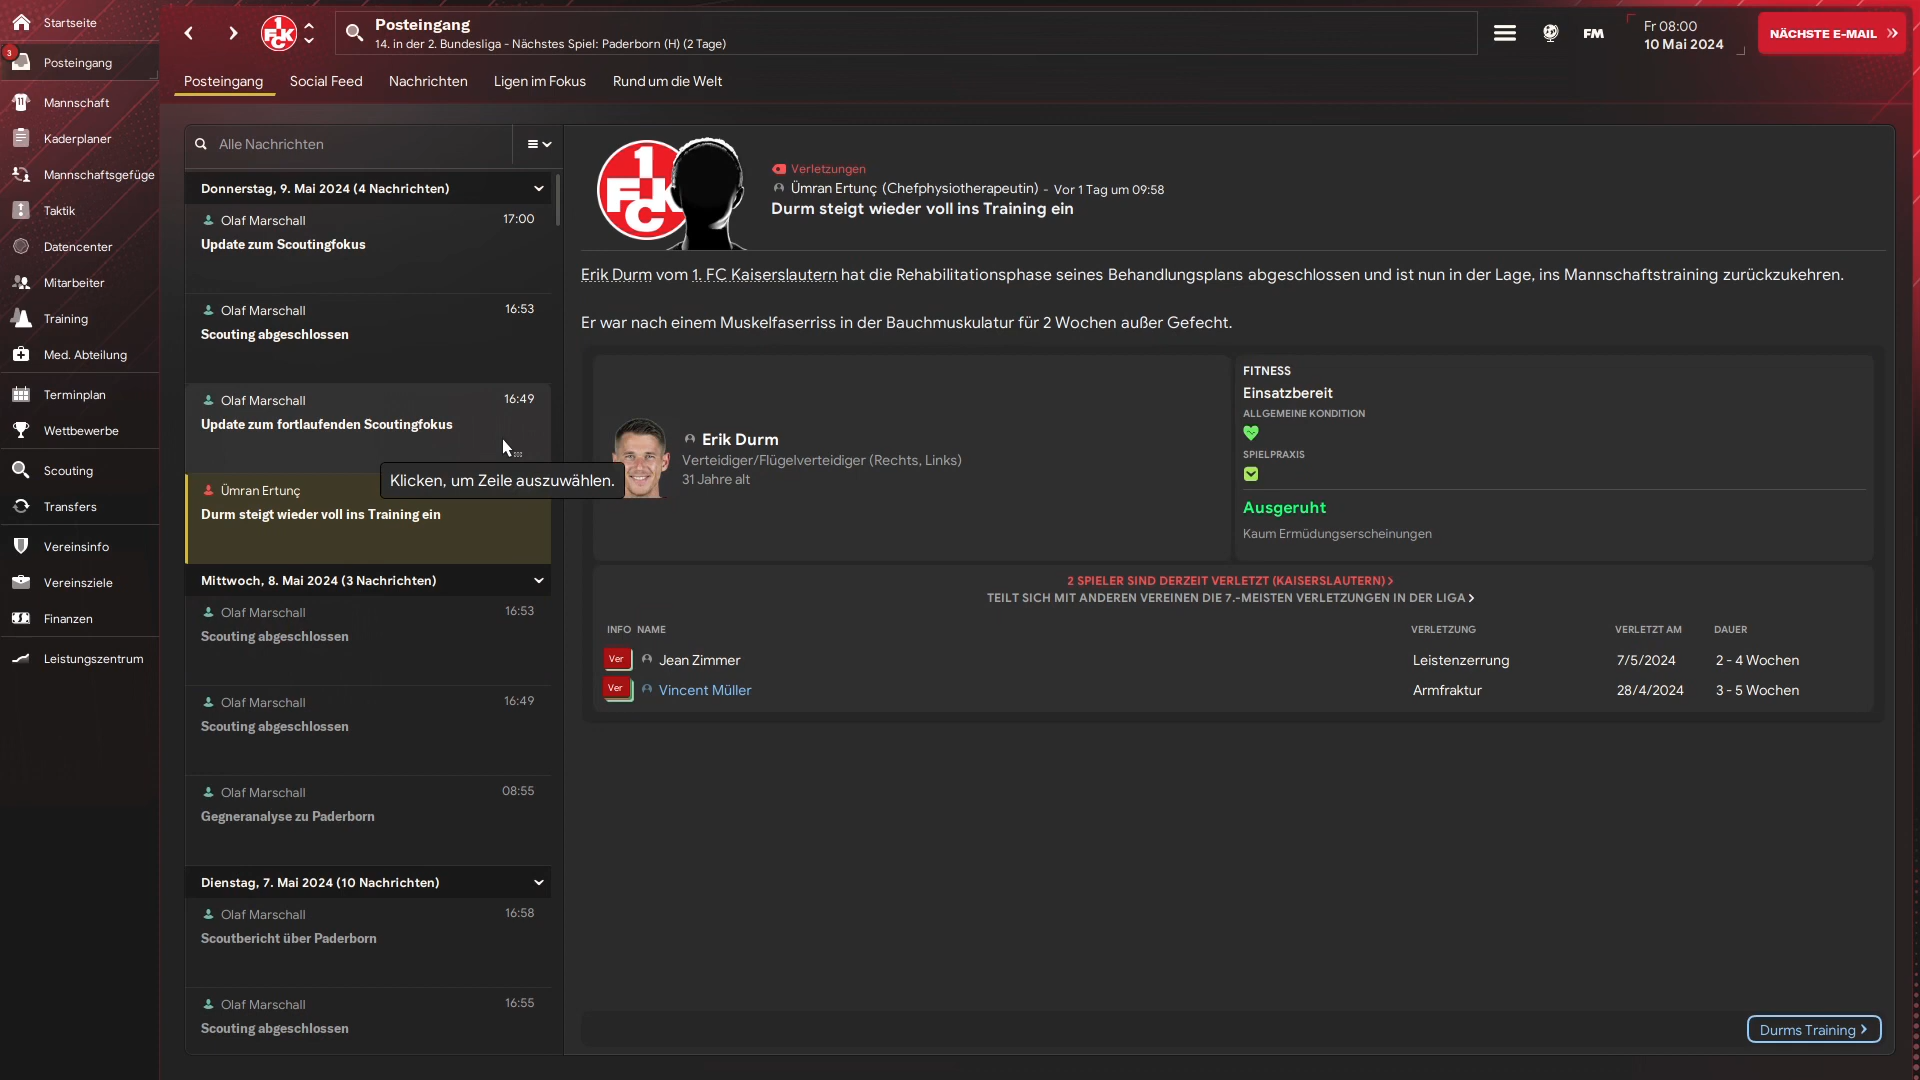 Startseite
3
Posteingang
Mannschaft
Kaderplaner
Mannschaftsgefüge
Taktik
Datencenter
Mitarbeiter
Training
Med. Abteilung
Terminplan
Wettbewerbe
Scouting
Transfers
Vereinsinfo
Vereinsziele
Finanzen
Leistungszentrum
1 FCK
Posteingang
14. in der 2. Bundesliga - Nächstes Spiel: Paderborn (H) (2 Tage)
FM
Fr 08:00
10 Mai 2024
NÄCHSTE E-MAIL
Posteingang Social Feed Nachrichten Ligen im Fokus Rund um die Welt
Alle Nachrichten
Donnerstag, 9. Mai 2024 (4 Nachrichten)
Olaf Marschall 17:00
Update zum Scoutingfokus
Olaf Marschall 16:53
Scouting abgeschlossen
Olaf Marschall 16:49
Update zum fortlaufenden Scoutingfokus
Klicken, um Zeile auszuwählen.
Ümran Ertunç
Durm steigt wieder voll ins Training ein
Mittwoch, 8. Mai 2024 (3 Nachrichten)
Olaf Marschall 16:53
Scouting abgeschlossen
Olaf Marschall 16:49
Scouting abgeschlossen
Olaf Marschall 08:55
Gegneranalyse zu Paderborn
Dienstag, 7. Mai 2024 (10 Nachrichten)
Olaf Marschall 16:58
Scoutbericht über Paderborn
Olaf Marschall 16:55
Scouting abgeschlossen
1 FKC
Verletzungen
Ümran Ertunç (Chefphysiotherapeutin) - Vor 1 Tag um 09:58
Durm steigt wieder voll ins Training ein
Erik Durm vom 1. FC Kaiserslautern hat die Rehabilitationsphase seines Behandlungsplans abgeschlossen und ist nun in der Lage, ins Mannschaftstraining zurückzukehren.
Er war nach einem Muskelfaserriss in der Bauchmuskulatur für 2 Wochen außer Gefecht.
Erik Durm
Verteidiger/Flügelverteidiger (Rechts, Links)
31 Jahre alt
FITNESS
Einsatzbereit
ALLGEMEINE KONDITION
SPIELPRAXIS
Ausgeruht
Kaum Ermüdungserscheinungen
2 SPIELER SIND DERZEIT VERLETZT (KAISERSLAUTERN)
TEILT SICH MIT ANDEREN VEREINEN DIE 7.-MEISTEN VERLETZUNGEN IN DER LIGA
INFO NAME VERLETZUNG VERLETZT AM DAUER
Ver Jean Zimmer Leistenzerrung 7/5/2024 2 - 4 Wochen
Ver Vincent Müller Armfraktur 28/4/2024 3 - 5 Wochen
Durms Training